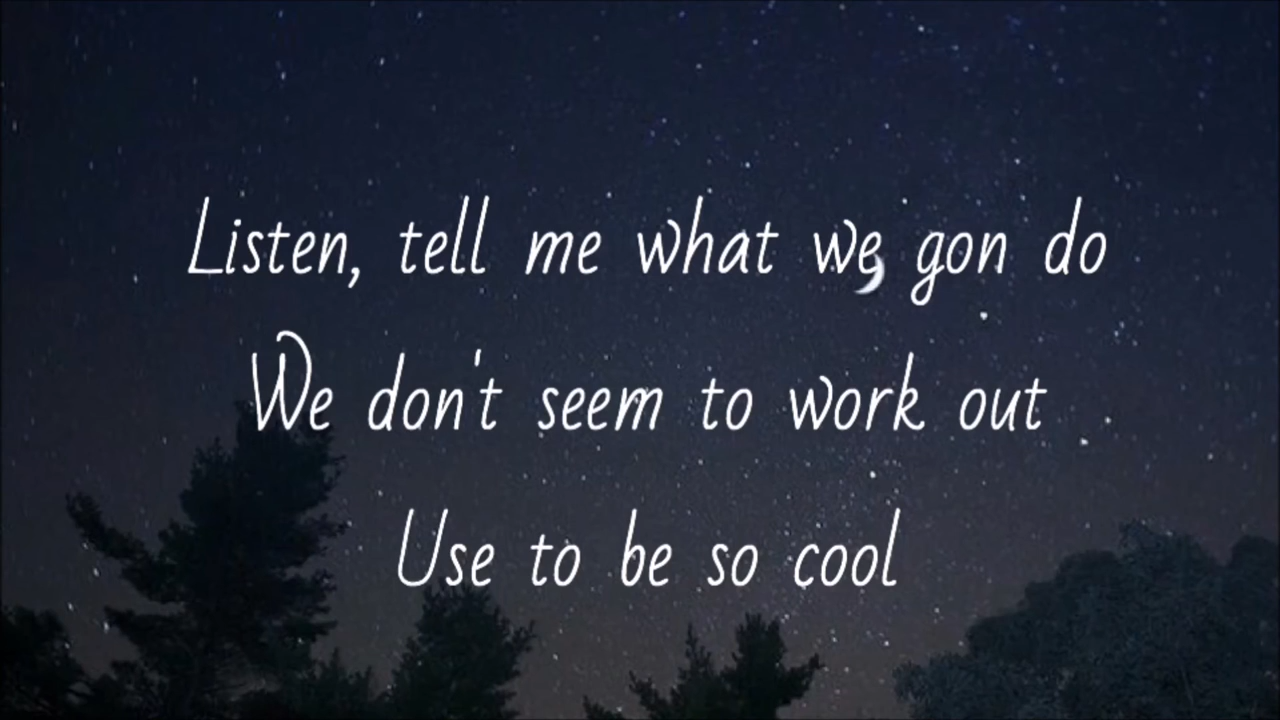 Listen, tell me what we gon do
We don't seem to work out
Use to be so cool